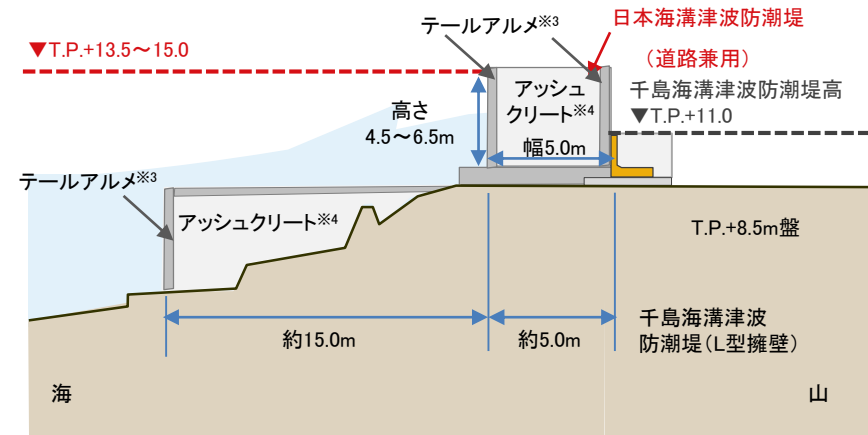 テールアルメ※3
日本海溝津波防潮堤
（道路兼用）
▼T.P.+13.5～15.0
千島海溝津波防潮堤高
▼T.P.+11.0
アッシュ
クリート※4
高さ
4.5～6.5m
幅5.0m
テールアルメ※3
アッシュクリート※4
T.P.+8.5m盤
約15.0m
約5.0m
千島海溝津波
防潮堤（L型擁壁）
海
山